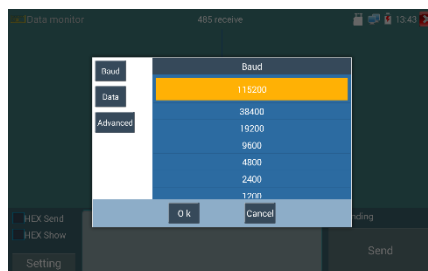 Data monitor
485 receive
13:43
Baud
Baud
115200
Data
38400
Advanced
19200
9600
4800
2400
1200
HEX Send
HEX Show
Ok
Cancel
Setting
Send